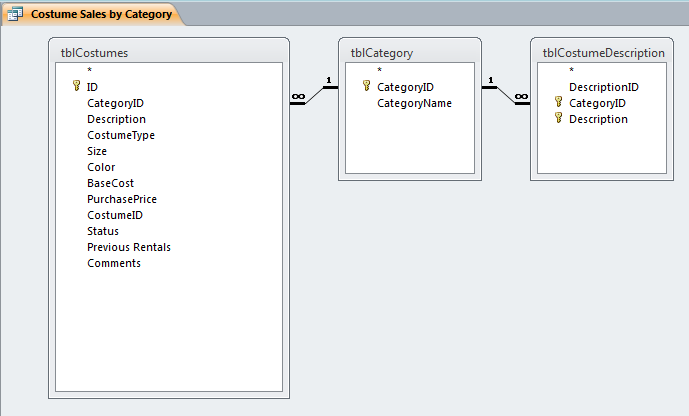 Costume Sales by Category
tblCostumes
*
ID
CategoryID
Description
CostumeType
Size
Color
BaseCost
PurchasePrice
CostumeID
Status
Previous Rentals
Comments
∞
1
tblCategory
*
CategoryID
CategoryName
1
∞
tblCostumeDescription
*
DescriptionID
CategoryID
Description